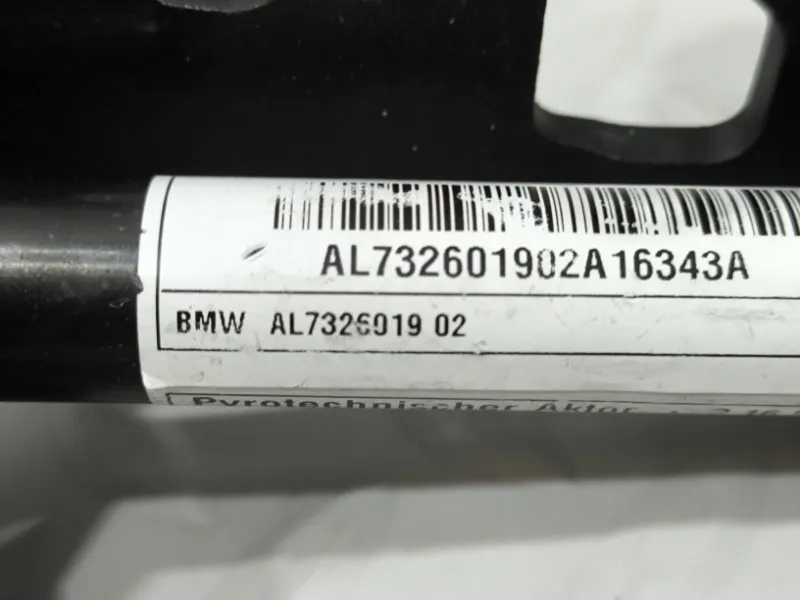 AL732601902A16343A
BMW AL7326019 02
Pyrotechnischer Aktor